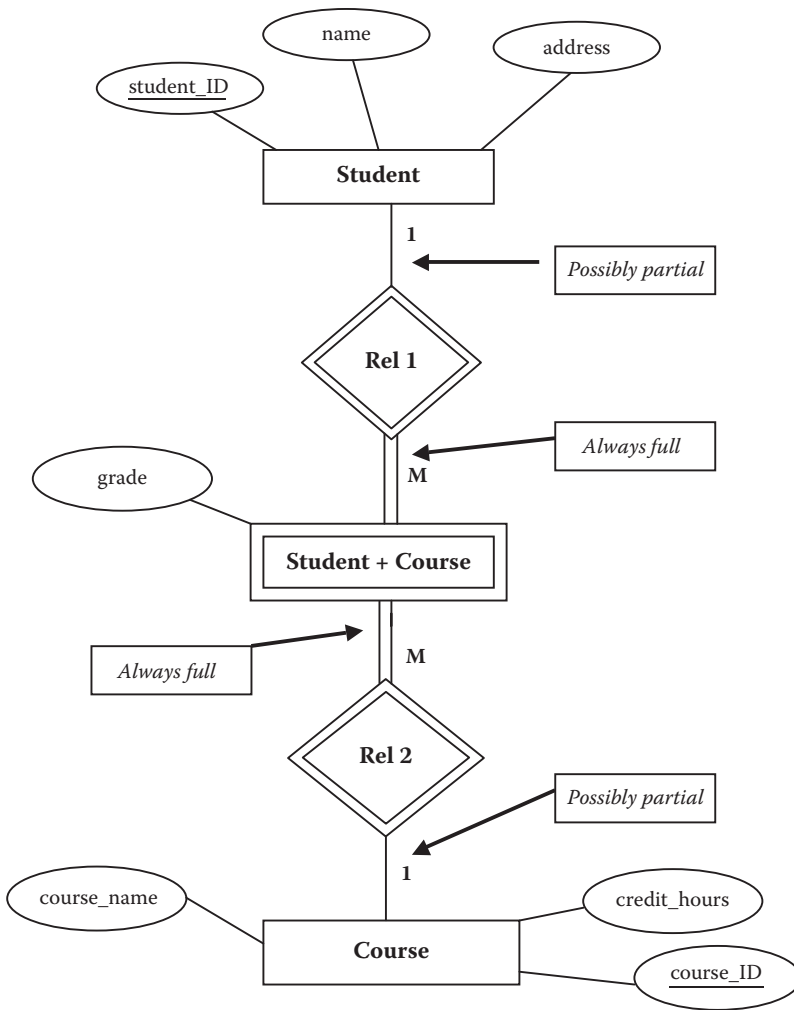 name
address
student_ID
Student
1
Possibly partial
Rel 1
Always full
M
grade
Student + Course
Always full
M
Rel 2
Possibly partial
1
course_name
credit_hours
Course
course_ID